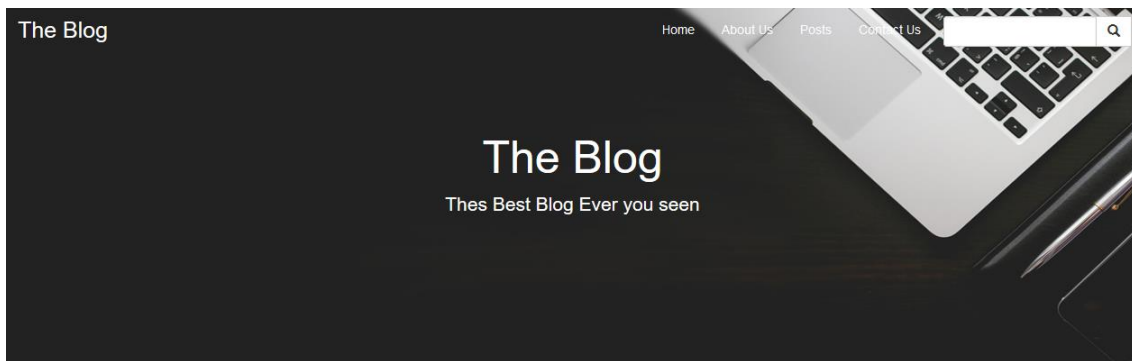 The Blog
Home About Us Posts Contact Us
The Blog
Thes Best Blog Ever you seen